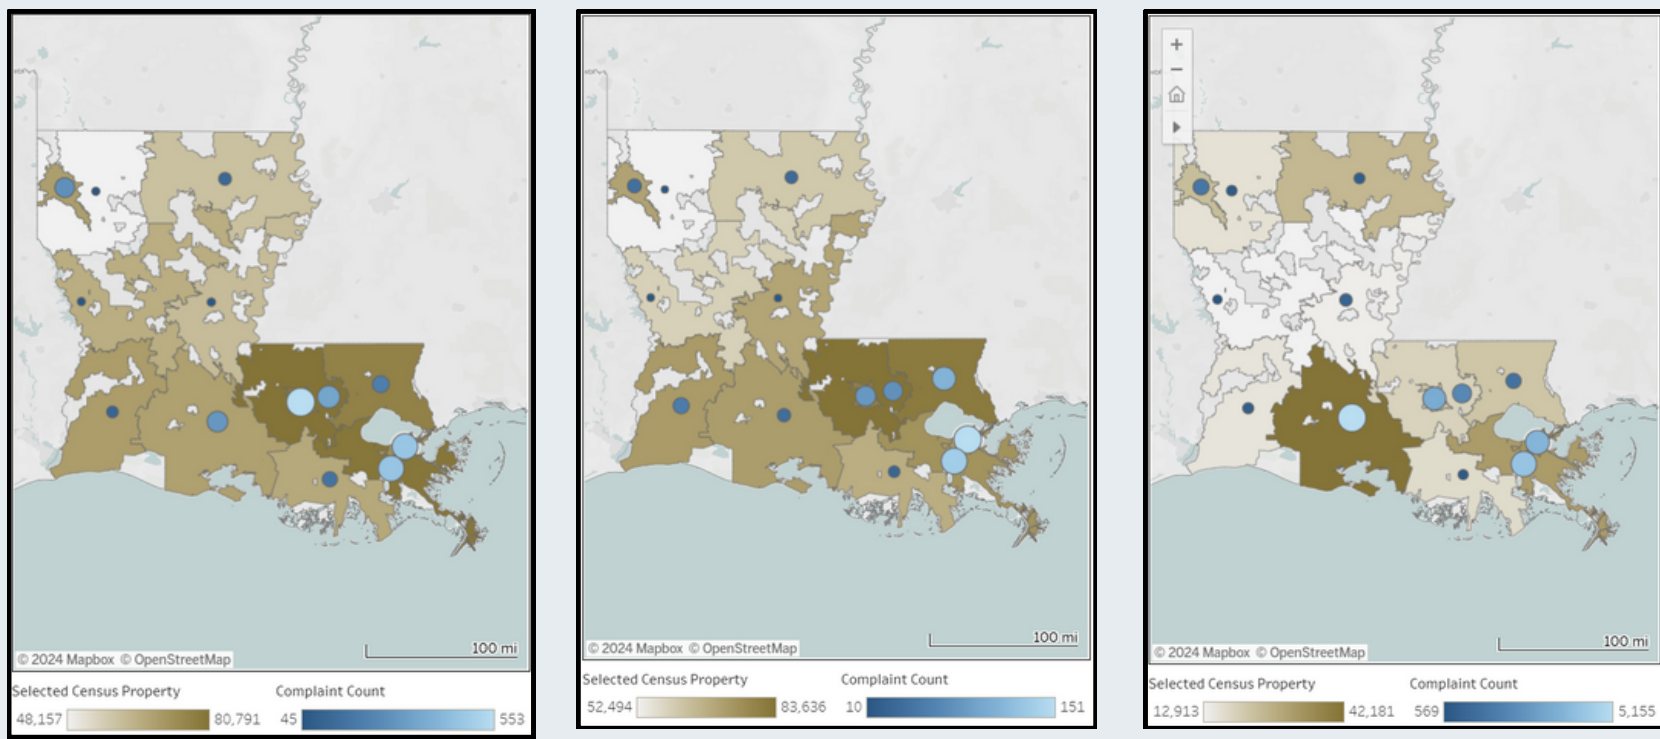 100 mi
© 2024 Mapbox © OpenStreetMap
Selected Census Property
Complaint Count
48,157
80,791
45
553
100 mi
© 2024 Mapbox © OpenStreetMap
Selected Census Property
Complaint Count
52,494
83,636
10
151
100 mi
© 2024 Mapbox © OpenStreetMap
Selected Census Property
Complaint Count
12,913
42,181
569
5,155